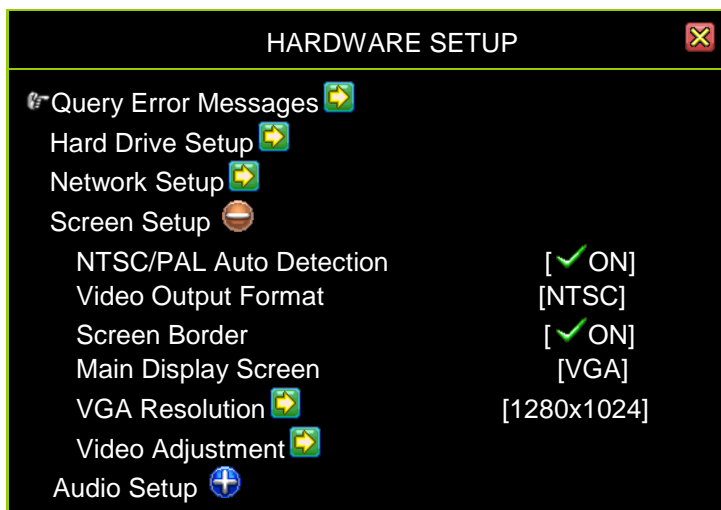 HARDWARE SETUP
Query Error Messages
Hard Drive Setup
Network Setup
Screen Setup
NTSC/PAL Auto Detection [✓ON]
Video Output Format [NTSC]
Screen Border [✓ON]
Main Display Screen [VGA]
VGA Resolution [1280x1024]
Video Adjustment
Audio Setup